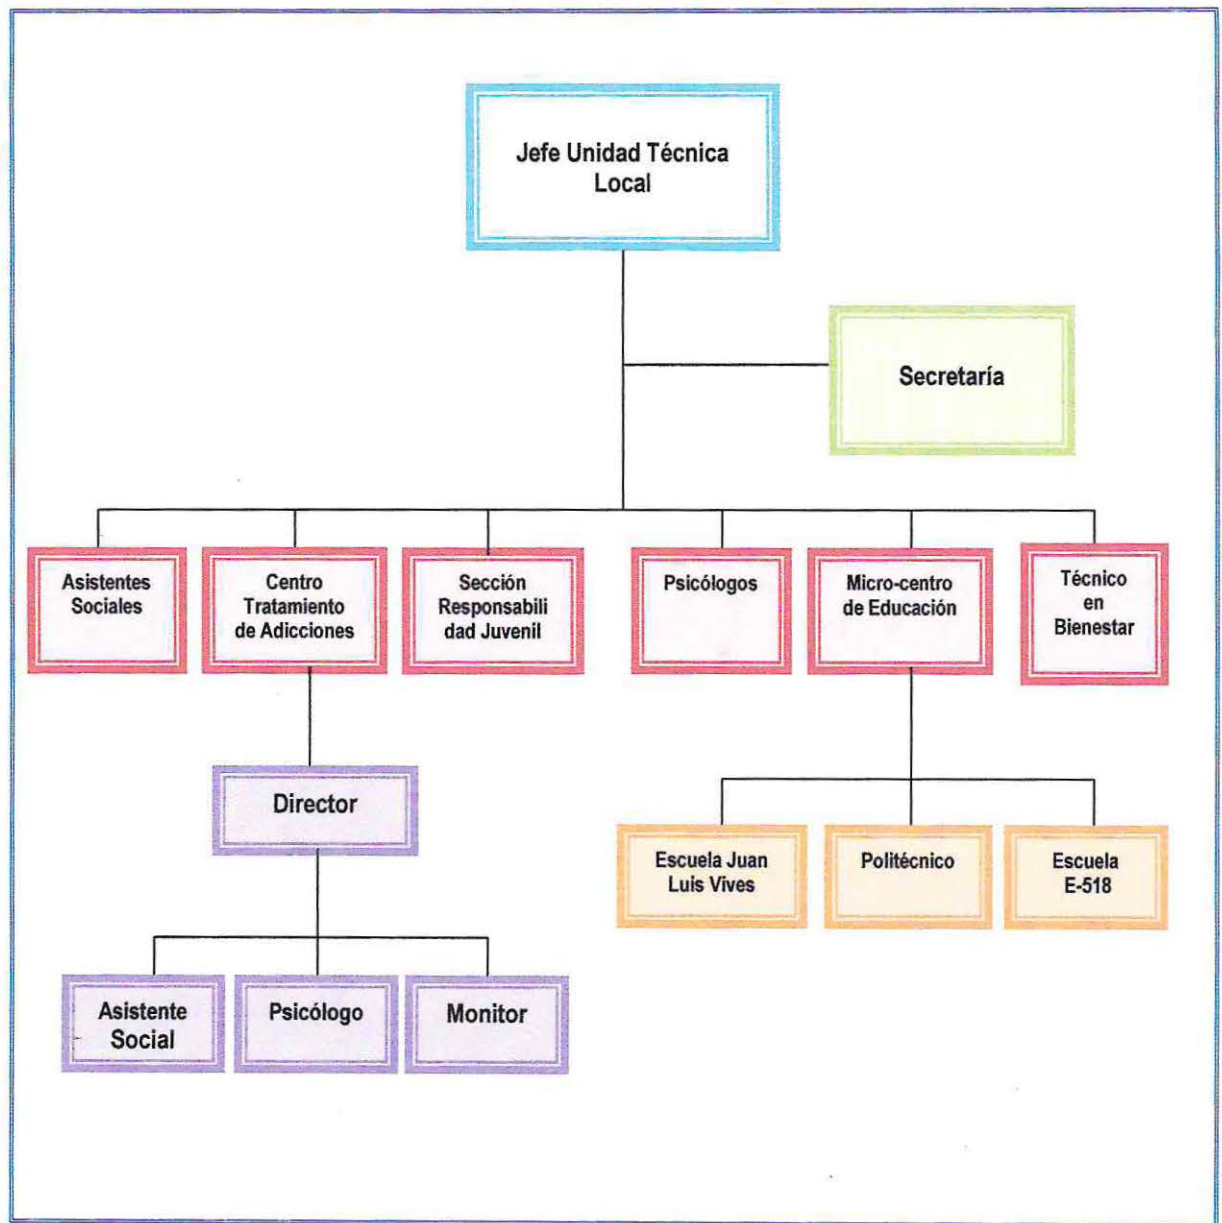 Jefe Unidad Técnica
Local
Secretaría
Asistentes
Sociales
Centro
Tratamiento
de Adicciones
Sección
Responsabili
dad Juvenil
Psicólogos
Micro-centro
de Educación
Técnico
en
Bienestar
Director
Escuela Juan
Luis Vives
Politécnico
Escuela
E-518
Asistente
Social
Psicólogo
Monitor